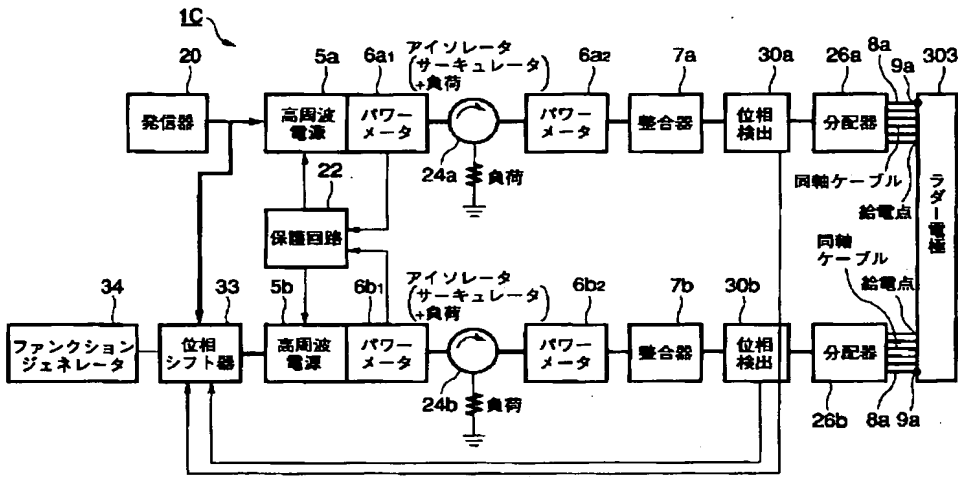 1C
20
5a
6a1
アイソレータ
(サーキュレータ)
+負荷
6a2
7a
30a
26a
8a
9a
303
発信器
高周波
電源
パワー
メータ
パワー
メータ
整合器
位相
検出
分配器
24a
負荷
22
同軸ケーブル
給電点
ラダー電極
保護回路
同軸
ケーブル
給電点
34
33
5b
6b1
アイソレータ
(サーキュレータ)
+負荷
6b2
7b
30b
ファンクション
ジェネレータ
位相
シフト器
高周波
電源
パワー
メータ
パワー
メータ
整合器
位相
検出
分配器
24b
負荷
26b
8a
9a